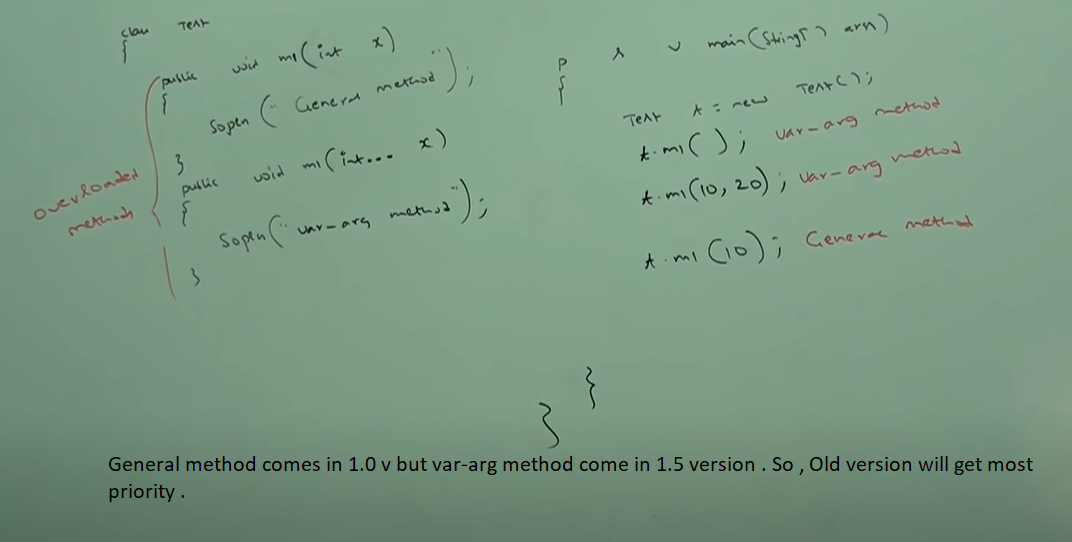 class Test
{
public void m1(int x)
{
Sopln("General method");
}
public void m1(int... x)
{
Sopln("var-arg method");
}
overloaded
methods
P S V main(String[] args)
{
Test t = new Test();
t.m1(); var-arg method
t.m1(10, 20); var-arg method
t.m1(10); General method
}
}
General method comes in 1.0 v but var-arg method come in 1.5 version . So , Old version will get most
priority .